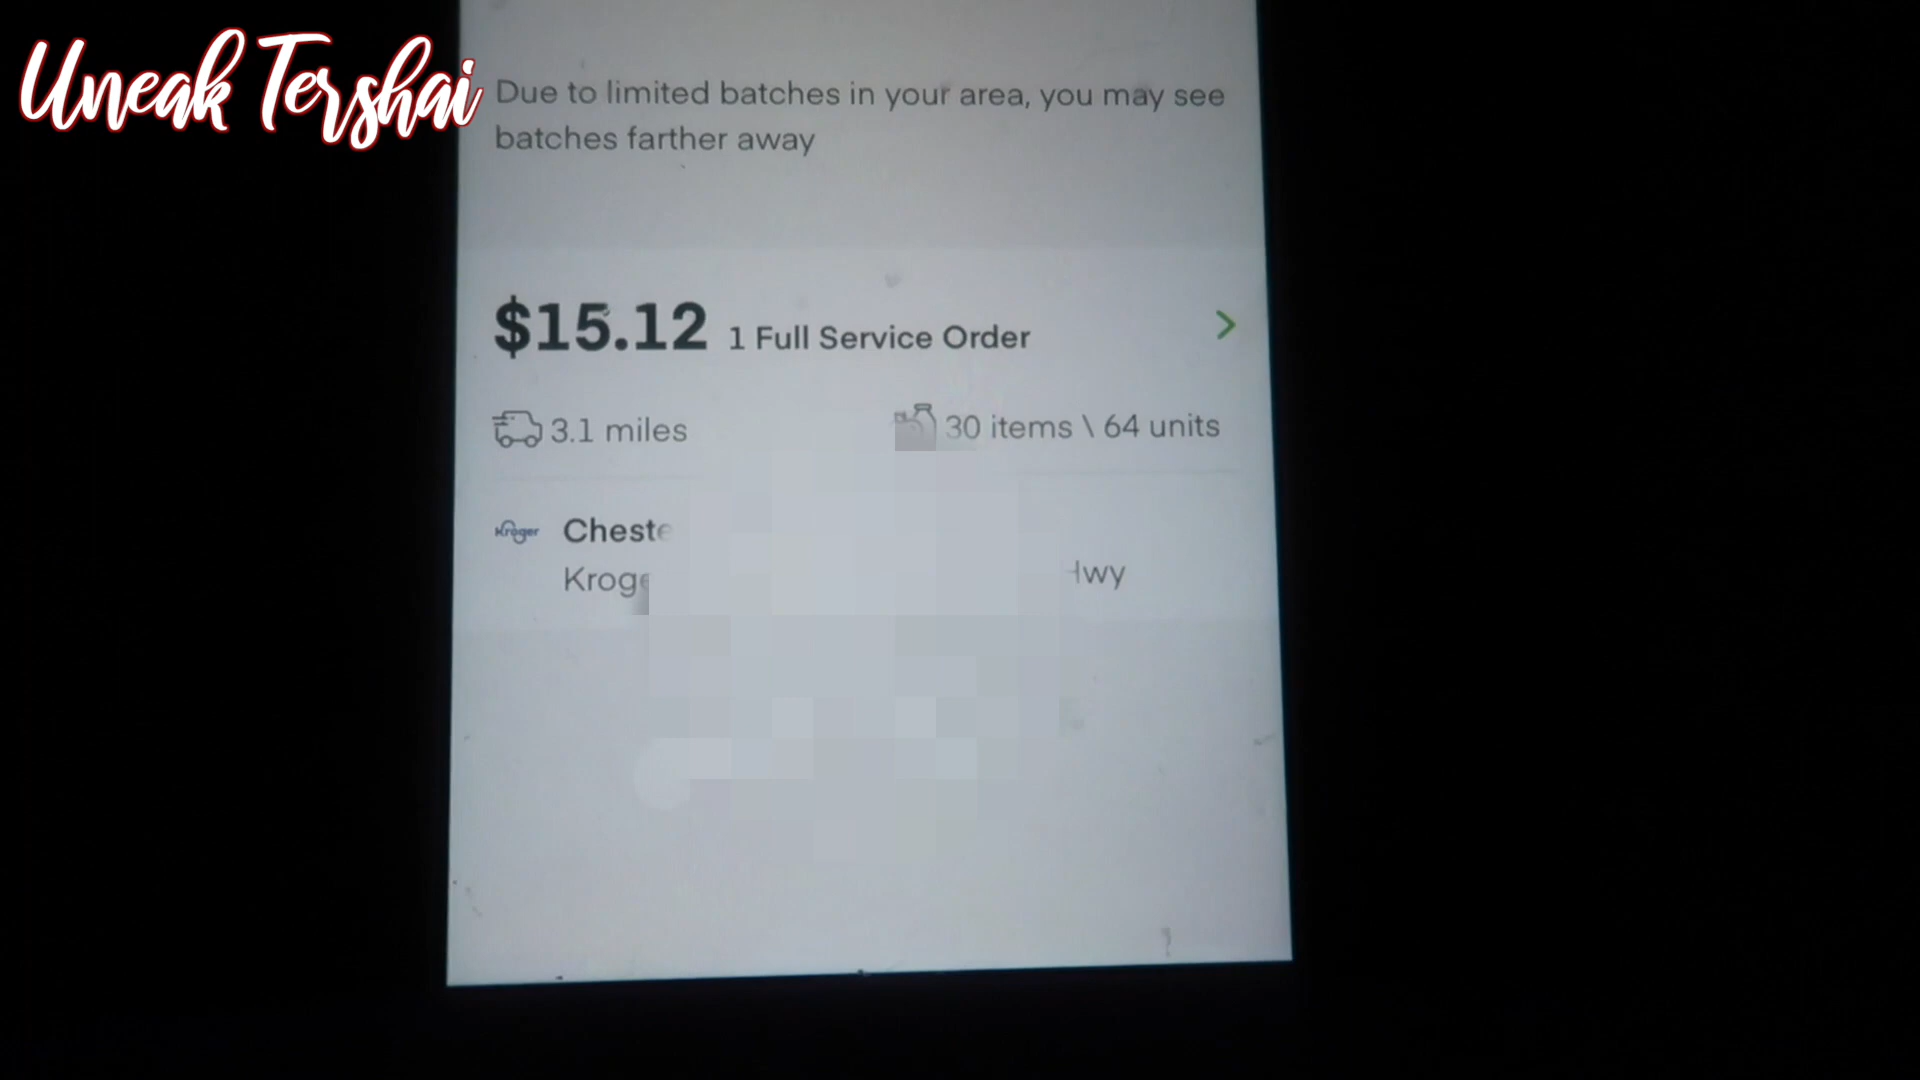 Uneak Tershai
Due to limited batches in your area, you may see
batches farther away
$15.12 1 Full Service Order
3.1 miles
30 items \ 64 units
Kroger